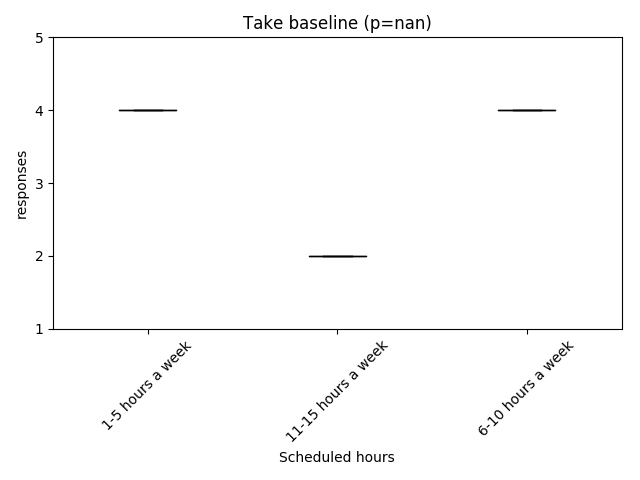 Take baseline (p=nan)
5
4
3
2
1
responses
1-5 hours a week
11-15 hours a week
6-10 hours a week
Scheduled hours